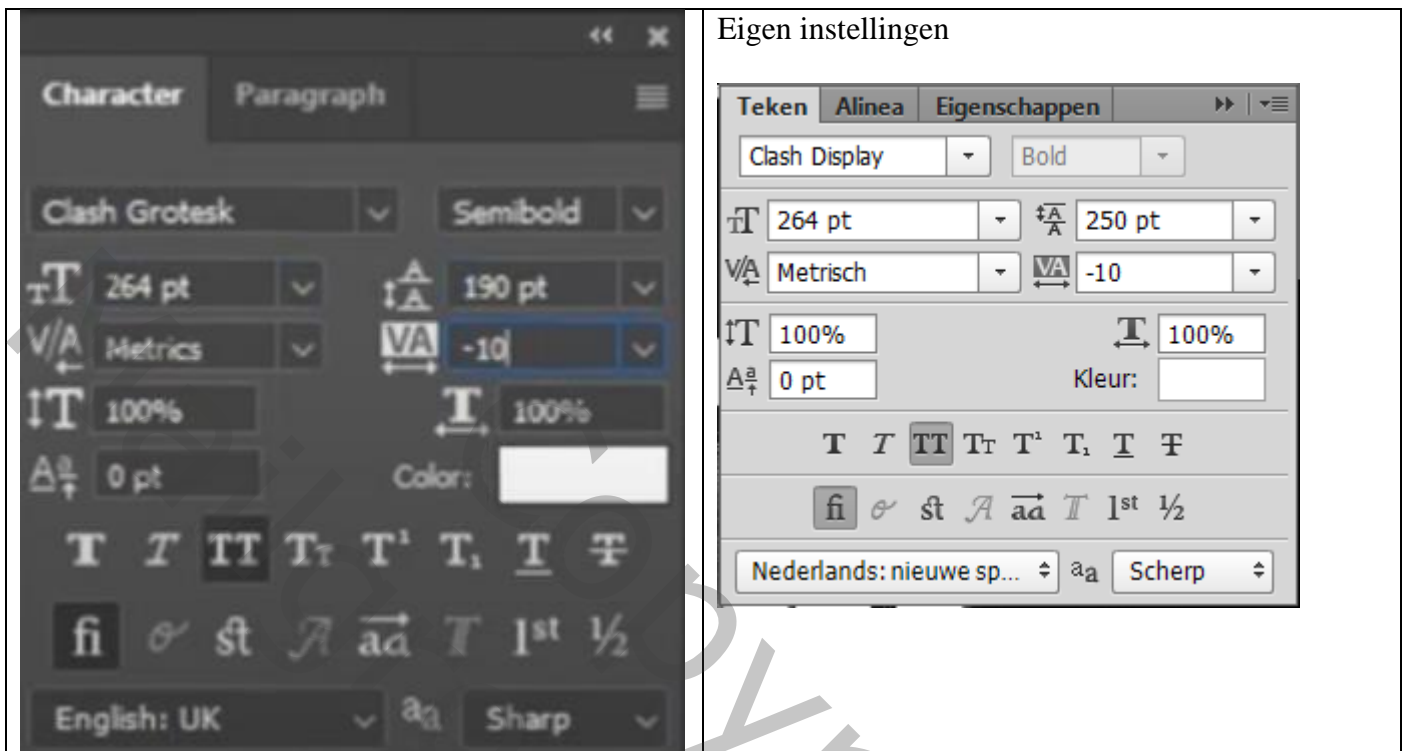 Character Paragraph
Clash Grotesk Semibold
264 pt 190 pt
Metrics -10
100% 100%
0 pt Color:
T T TT Tt T¹ T₁ T T
fi st A aa T 1st ½
English: UK aa Sharp
Eigen instellingen
Teken Alinea Eigenschappen
Clash Display Bold
264 pt 250 pt
Metrisch -10
100% 100%
0 pt Kleur:
T T TT Tt T¹ T₁ T T
fi st A aa T 1st ½
Nederlands: nieuwe sp... aa Scherp